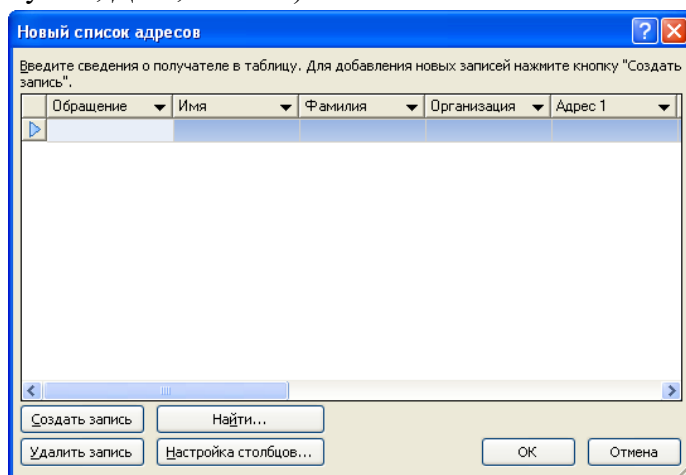 Новый список адресов
Введите сведения о получателе в таблицу. Для добавления новых записей нажмите кнопку "Создать
запись".
Обращение Имя Фамилия Организация Адрес 1
Создать запись Найти...
Удалить запись Настройка столбцов... ОК Отмена